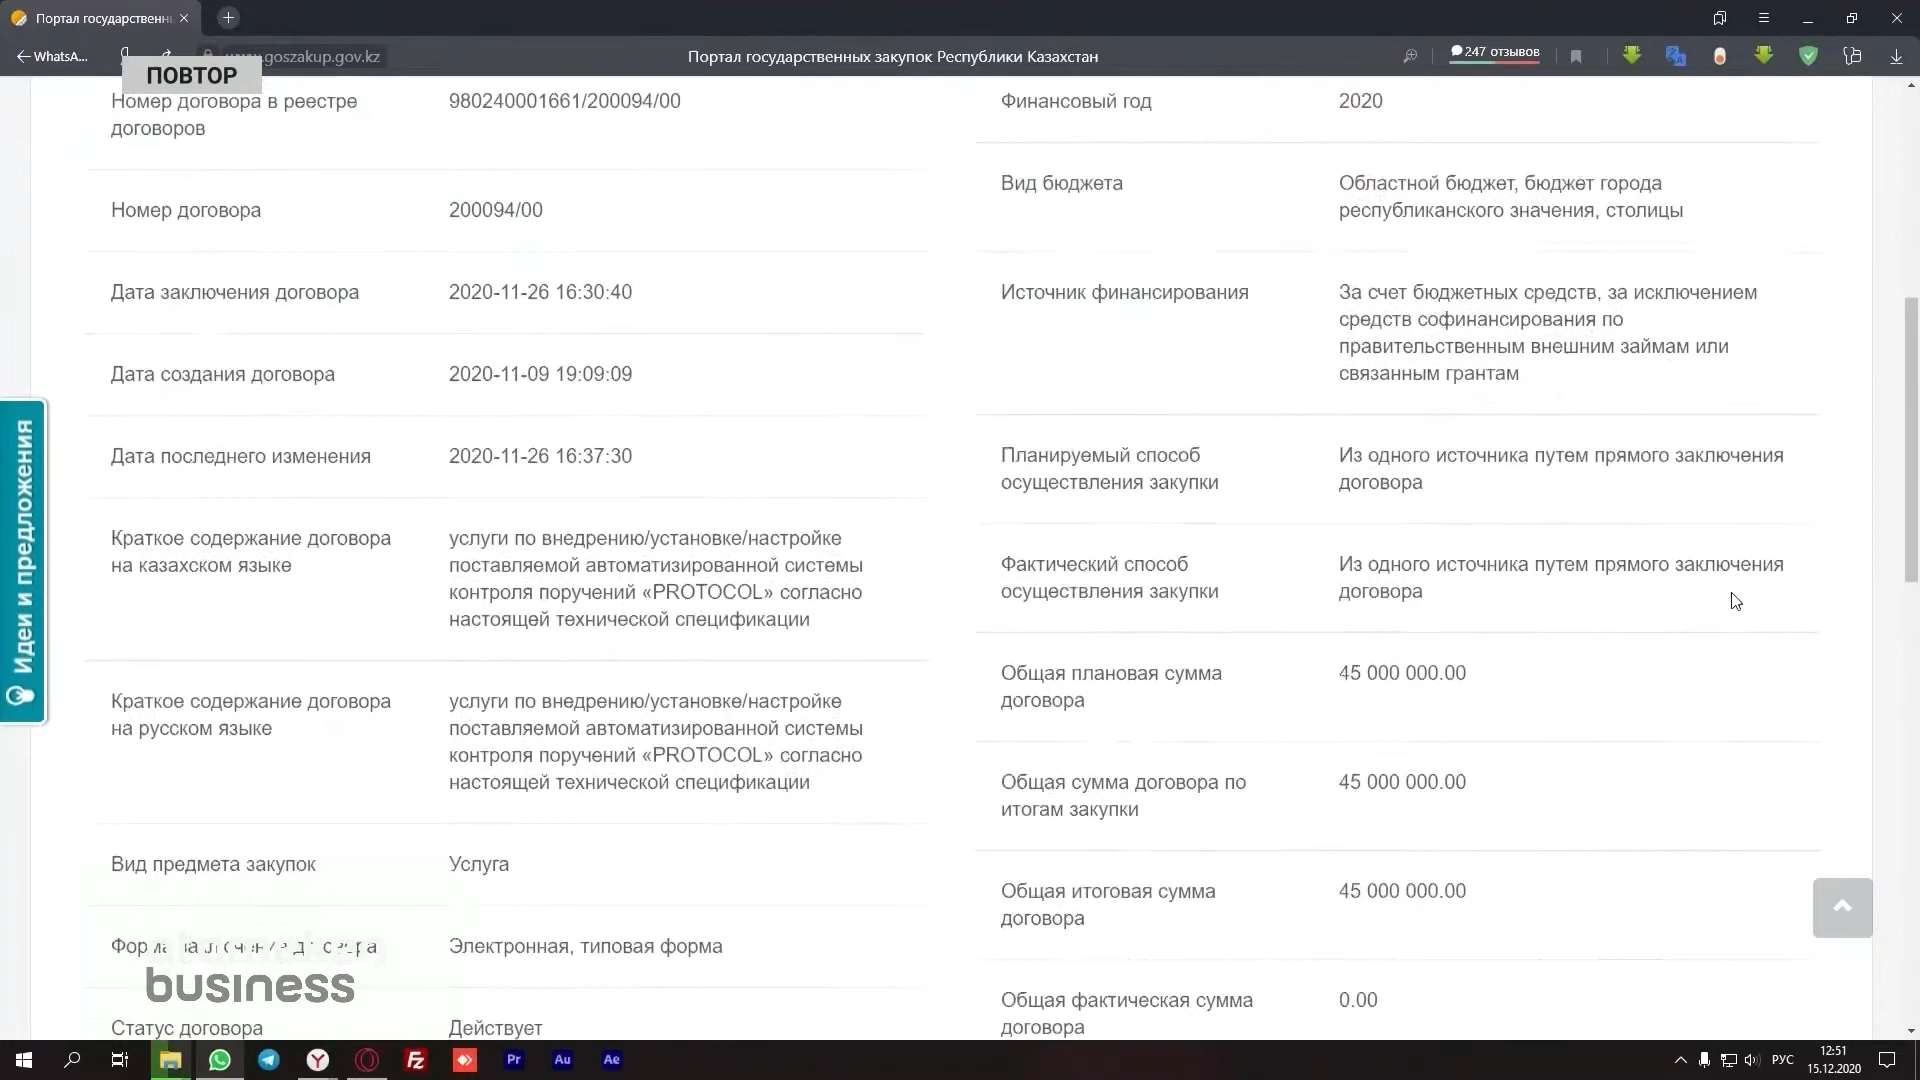 Портал государственн
WhatsA...
www.goszakup.gov.kz
Портал государственных закупок Республики Казахстан
247 отзывов
ПОВТОР
Номер договора в реестре
договоров
980240001661/200094/00
Номер договора
200094/00
Дата заключения договора
2020-11-26 16:30:40
Дата создания договора
2020-11-09 19:09:09
Дата последнего изменения
2020-11-26 16:37:30
Краткое содержание договора
на казахском языке
услуги по внедрению/установке/настройке
поставляемой автоматизированной системы
контроля поручений «PROTOCOL» согласно
настоящей технической спецификации
Краткое содержание договора
на русском языке
услуги по внедрению/установке/настройке
поставляемой автоматизированной системы
контроля поручений «PROTOCOL» согласно
настоящей технической спецификации
Вид предмета закупок
Услуга
Форма заключения договора
Электронная, типовая форма
Статус договора
Действует
Финансовый год
2020
Вид бюджета
Областной бюджет, бюджет города
республиканского значения, столицы
Источник финансирования
За счет бюджетных средств, за исключением
средств софинансирования по
правительственным внешним займам или
связанным грантам
Планируемый способ
осуществления закупки
Из одного источника путем прямого заключения
договора
Фактический способ
осуществления закупки
Из одного источника путем прямого заключения
договора
Общая плановая сумма
договора
45 000 000.00
Общая сумма договора по
итогам закупки
45 000 000.00
Общая итоговая сумма
договора
45 000 000.00
Общая фактическая сумма
договора
0.00
Идеи и предложения
business
Pr
Au
Ae
РУС
12:51
15.12.2020